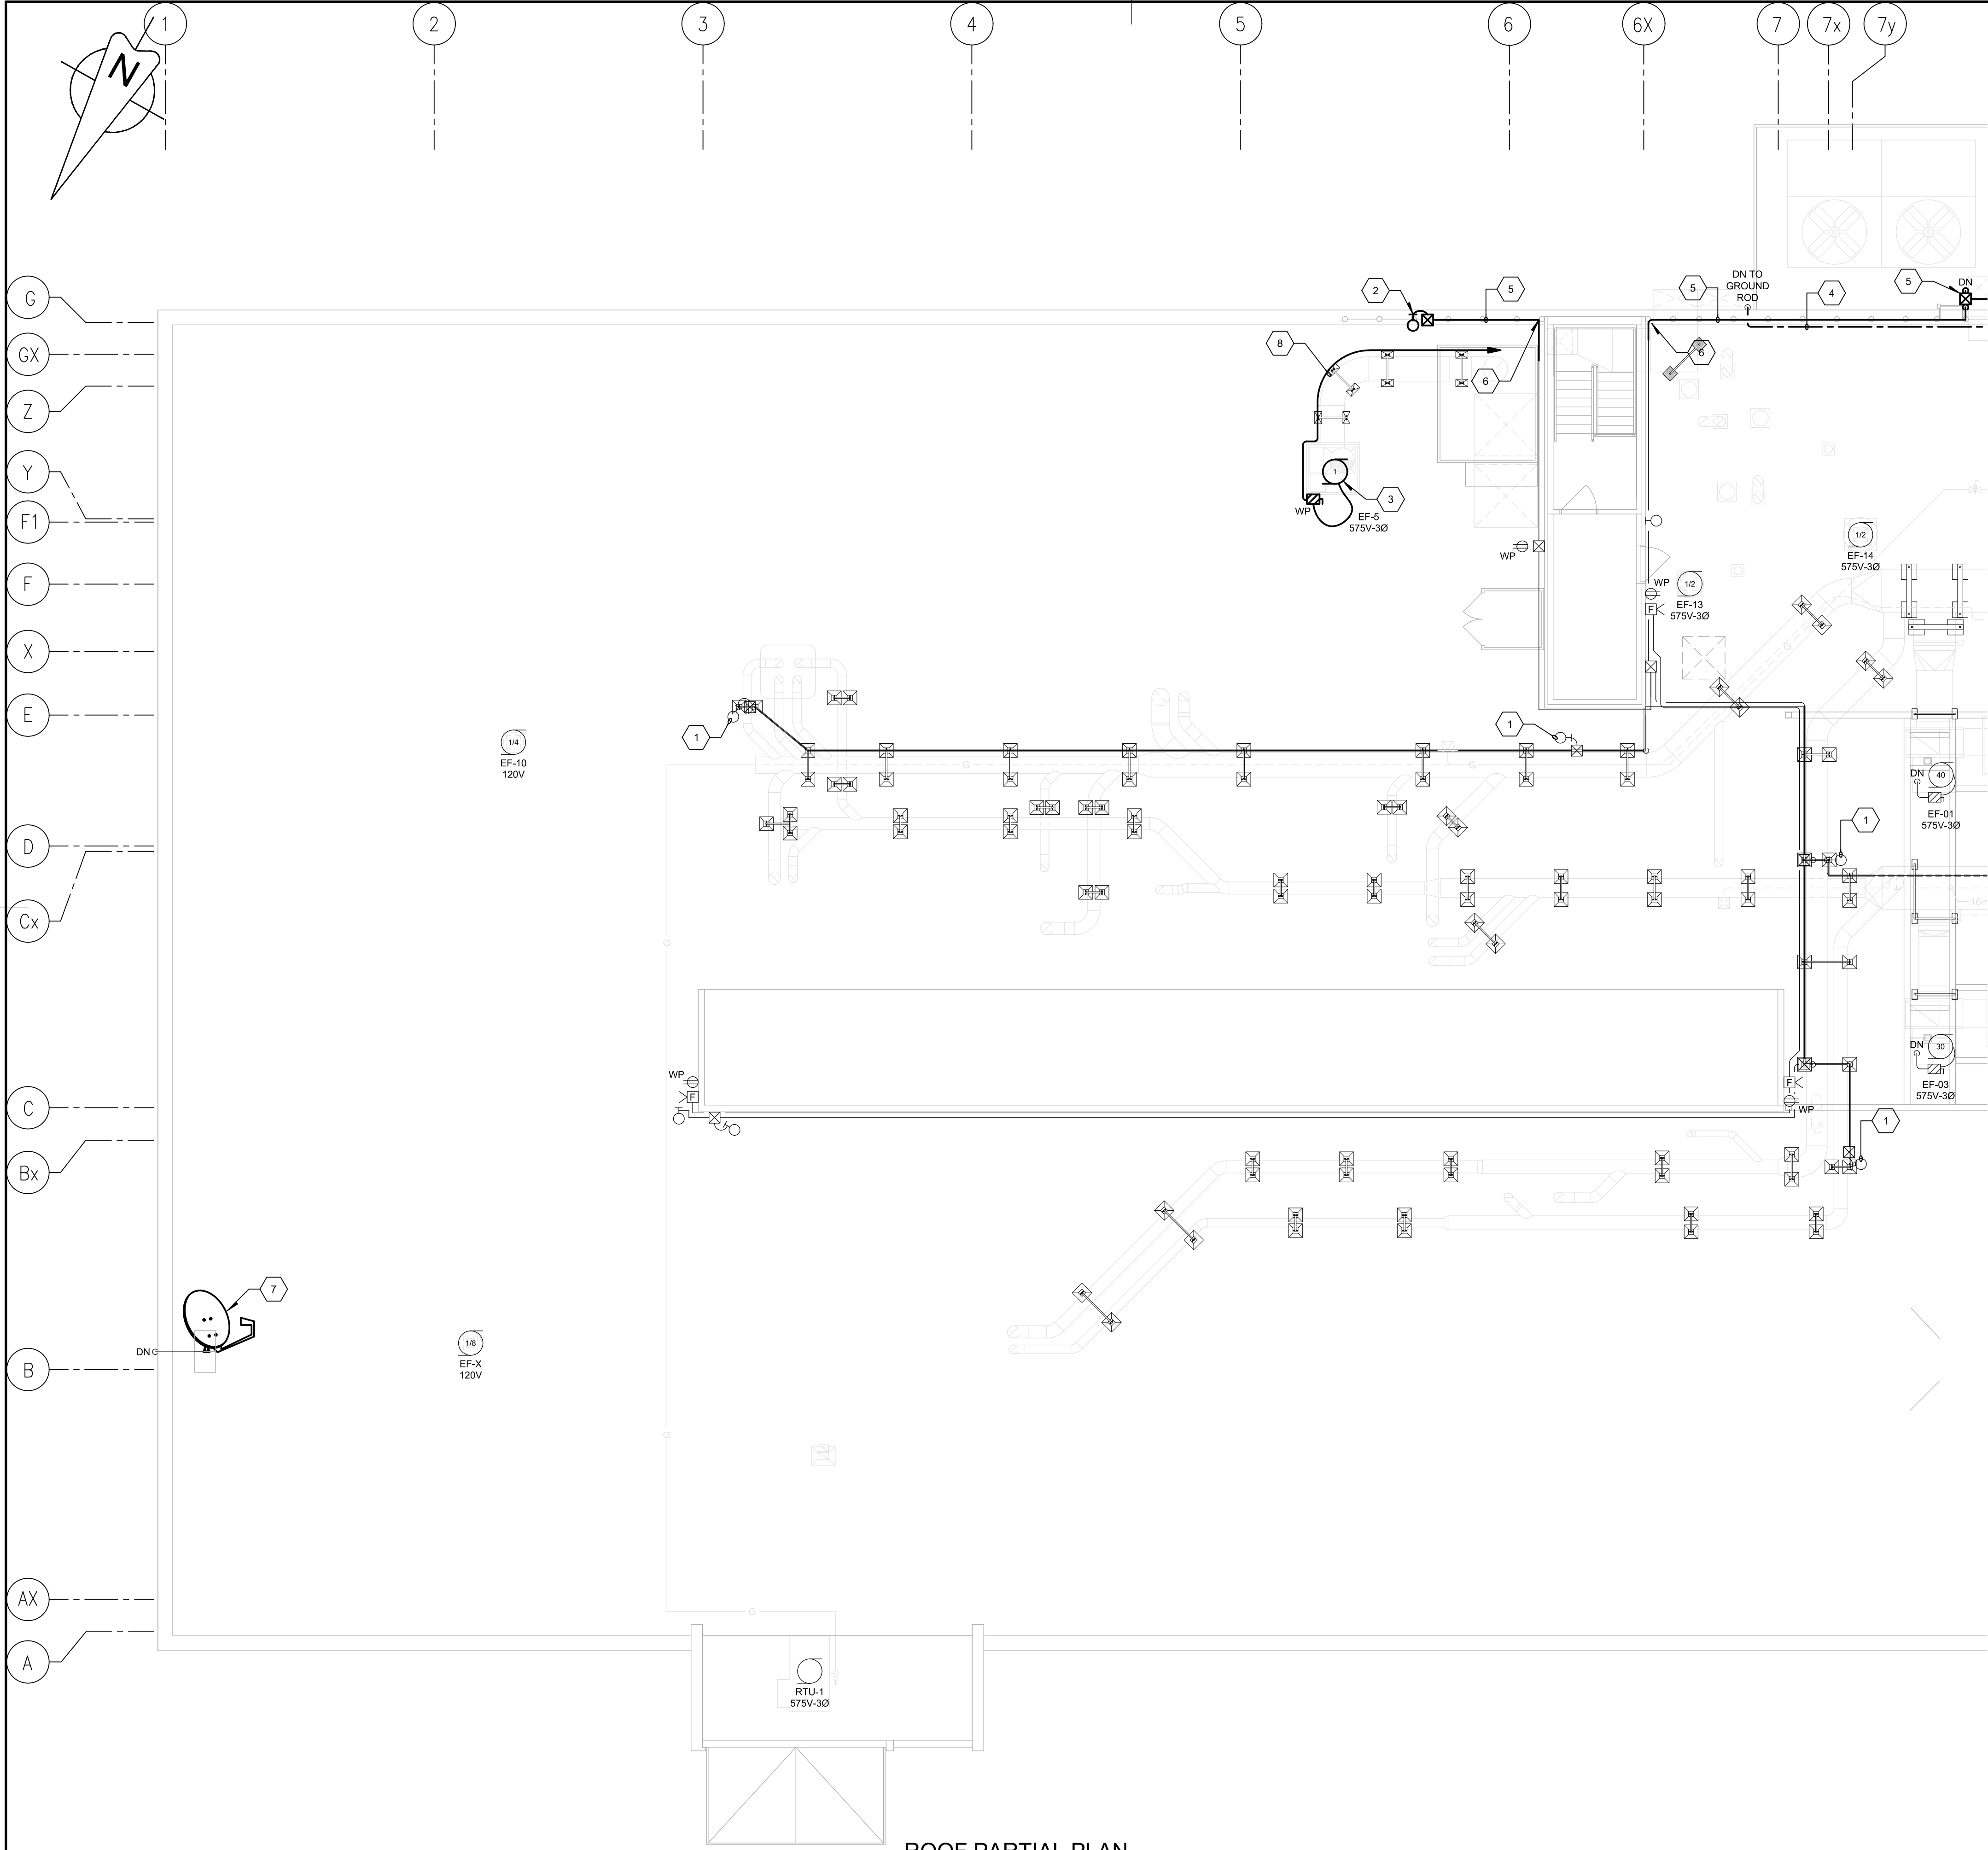 1
2
3
4
5
6
6X
7
7x
7y
N
G
GX
Z
Y
F1
F
X
E
D
Cx
C
Bx
B
AX
A
2
5
5
DN TO
GROUND
ROD
4
5
DN
8
6
6
1
3
WP
EF-5
575V-3Ø
WP
1/2
EF-14
575V-3Ø
WP
F
1/2
EF-13
575V-3Ø
G
1
1
1/4
EF-10
120V
G
G
DN
40
EF-01
575V-3Ø
1
16m
G
WP
F
DN
30
EF-03
575V-3Ø
F
WP
1
7
DN
1/8
EF-X
120V
G
G
RTU-1
575V-3Ø
ROOF PARTIAL PLAN